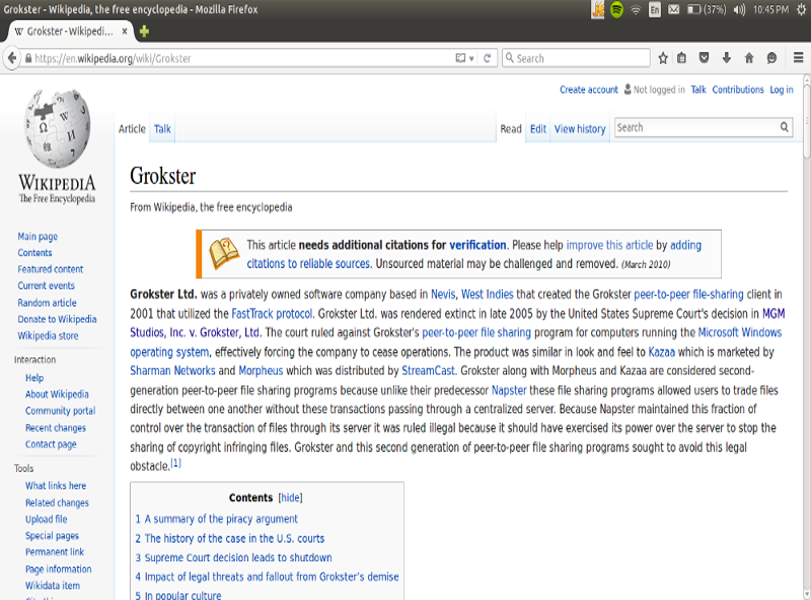 Grokster - Wikipedia, the free encyclopedia - Mozilla Firefox
En (37%) 10:45 PM
W Grokster - Wikipedi... ×
https://en.wikipedia.org/wiki/Grokster
Search
Create account Not logged in Talk Contributions Log in
Article Talk Read Edit View history Search
WIKIPEDIA
The Free Encyclopedia
Main page
Contents
Featured content
Current events
Random article
Donate to Wikipedia
Wikipedia store
Interaction
Help
About Wikipedia
Community portal
Recent changes
Contact page
Tools
What links here
Related changes
Upload file
Special pages
Permanent link
Page information
Wikidata item
Grokster
From Wikipedia, the free encyclopedia
This article needs additional citations for verification. Please help improve this article by adding
citations to reliable sources. Unsourced material may be challenged and removed. (March 2010)
Grokster Ltd. was a privately owned software company based in Nevis, West Indies that created the Grokster peer-to-peer file-sharing client in
2001 that utilized the FastTrack protocol. Grokster Ltd. was rendered extinct in late 2005 by the United States Supreme Court's decision in MGM
Studios, Inc. v. Grokster, Ltd. The court ruled against Grokster's peer-to-peer file sharing program for computers running the Microsoft Windows
operating system, effectively forcing the company to cease operations. The product was similar in look and feel to Kazaa which is marketed by
Sharman Networks and Morpheus which was distributed by StreamCast. Grokster along with Morpheus and Kazaa are considered second-
generation peer-to-peer file sharing programs because unlike their predecessor Napster these file sharing programs allowed users to trade files
directly between one another without these transactions passing through a centralized server. Because Napster maintained this fraction of
control over the transaction of files through its server it was ruled illegal because it should have exercised its power over the server to stop the
sharing of copyright infringing files. Grokster and this second generation of peer-to-peer file sharing programs sought to avoid this legal
obstacle.[1]
Contents [hide]
1 A summary of the piracy argument
2 The history of the case in the U.S. courts
3 Supreme Court decision leads to shutdown
4 Impact of legal threats and fallout from Grokster's demise
5 In popular culture